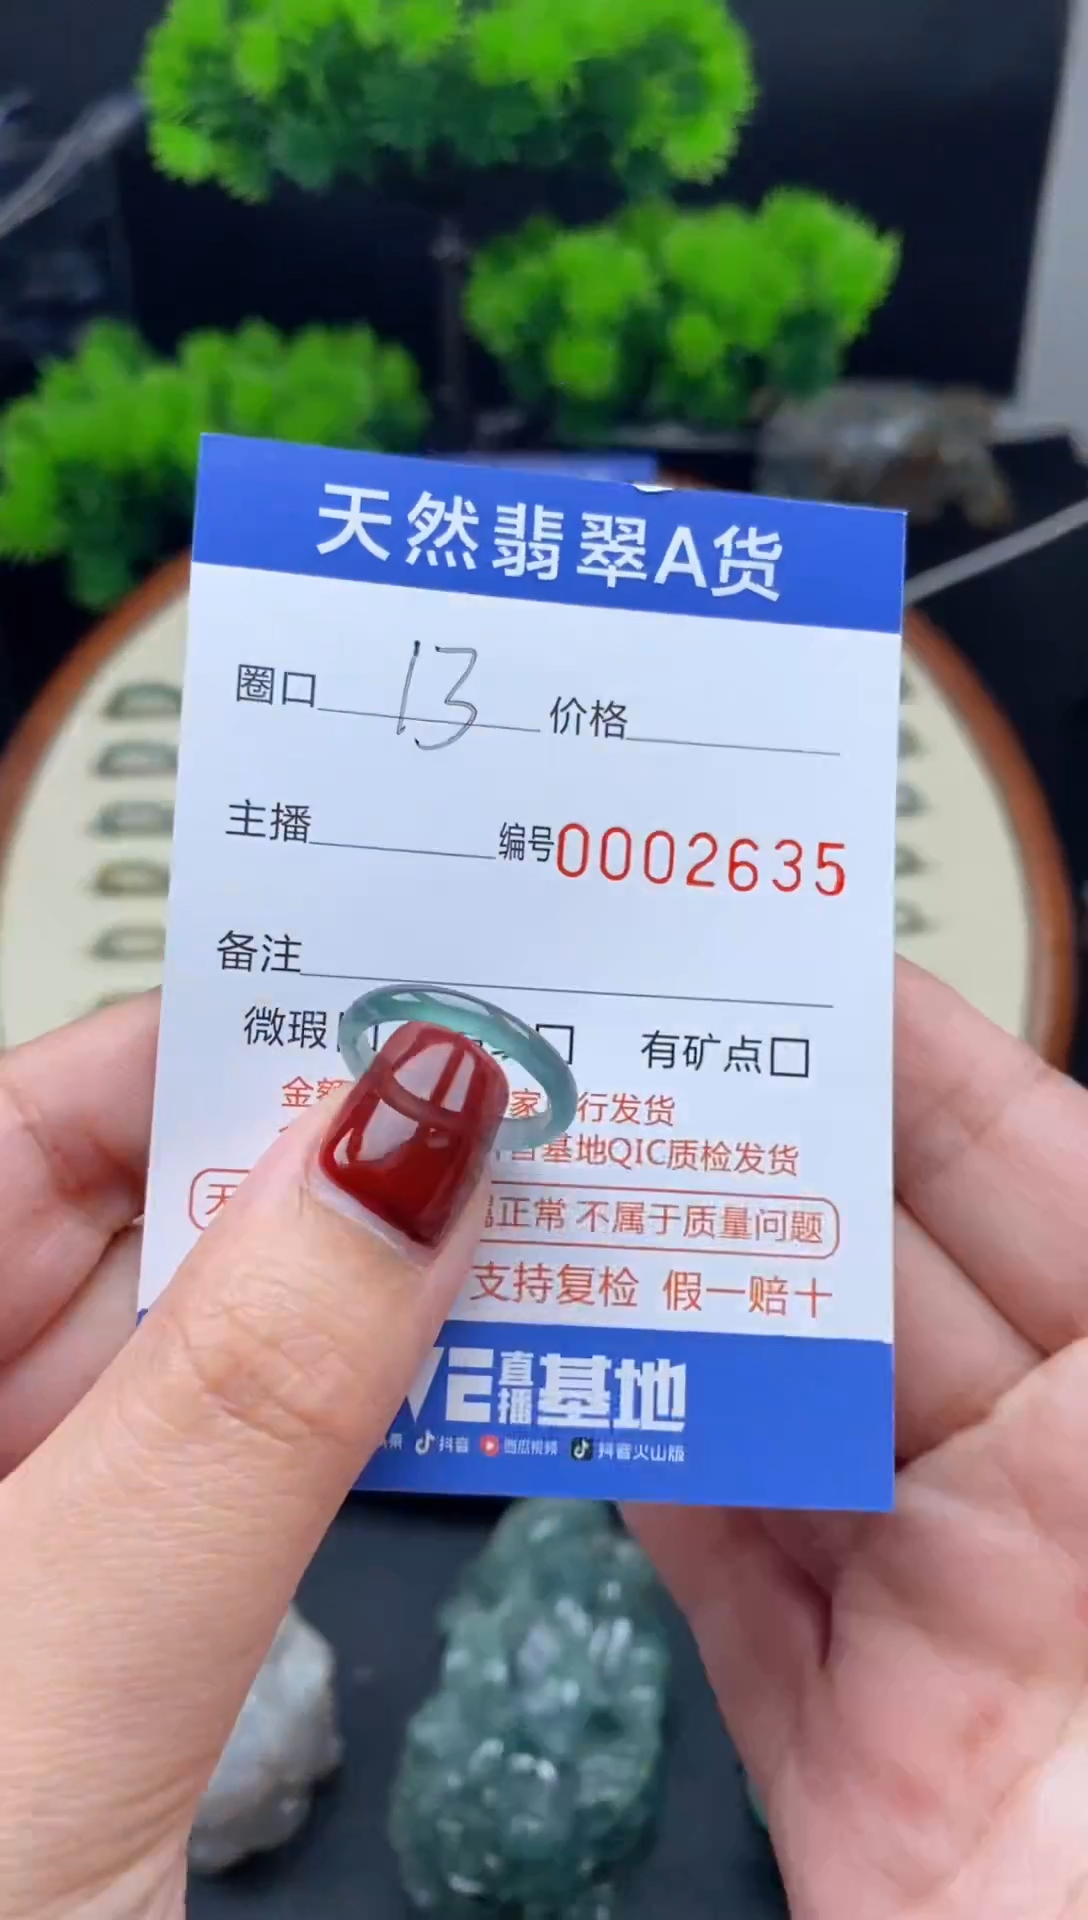 天然翡翠A货
圈口 13 价格
主播 编号0002635
备注
微瑕 有矿点
金 家 行发货
基地QIC质检发货
天 正常 不属于质量问题
支持复检 假一赔十
直播基地
抖音 西瓜视频 抖音火山版